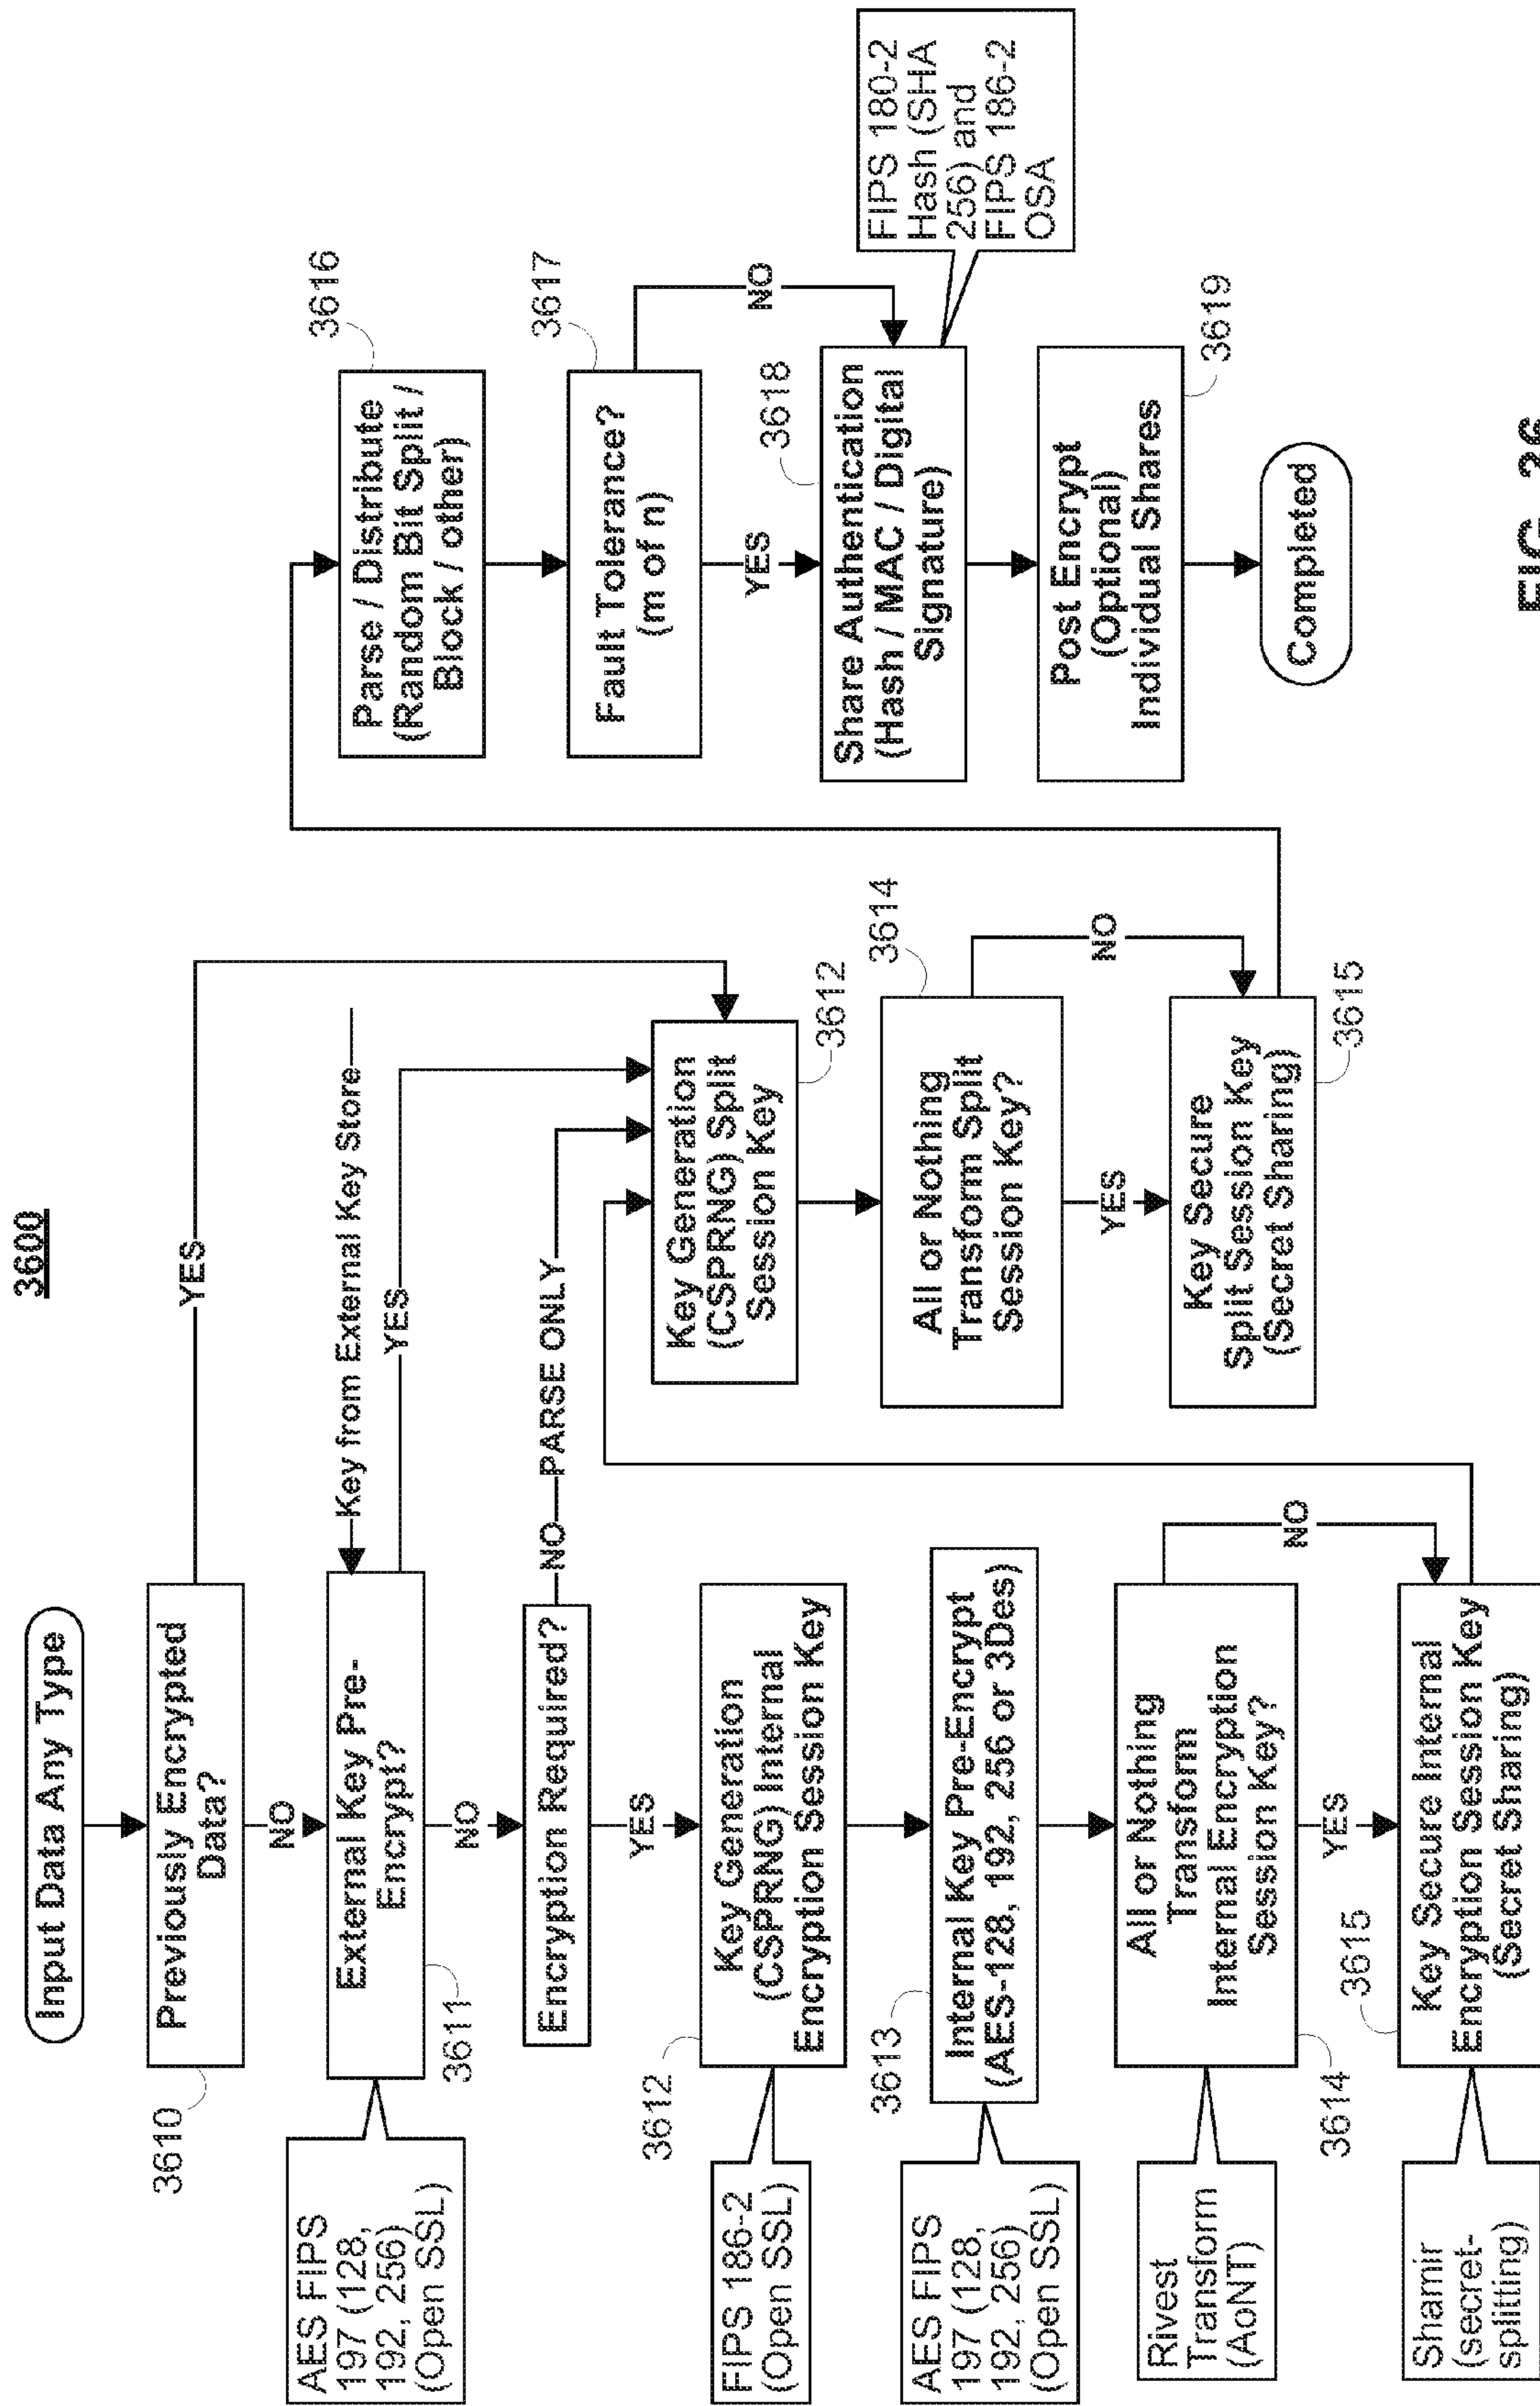 3600
Input Data Any Type
Previously Encrypted
Data?
3610
YES
NO
Key from External Key Store
External Key Pre-
Encrypt?
3611
AES FIPS
197 (128,
192, 256)
(Open SSL)
YES
NO
Encryption Required?
NO
PARSE ONLY
YES
Key Generation
(CSPRNG) Internal
Encryption Session Key
3612
FIPS 186-2
(Open SSL)
Internal Key Pre-Encrypt
(AES-128, 192, 256 or 3Des)
3613
AES FIPS
197 (128,
192, 256)
(Open SSL)
All or Nothing
Transform
Internal Encryption
Session Key?
3614
Rivest
Transform
(AoNT)
NO
YES
Key Secure Internal
Encryption Session Key
(Secret Sharing)
3615
Shamir
(secret-
splitting)
Key Generation
(CSPRNG) Split
Session Key
3612
All or Nothing
Transform Split
Session Key?
3614
NO
YES
Key Secure
Split Session Key
(Secret Sharing)
3615
Parse / Distribute
(Random Bit Split /
Block / other)
3616
Fault Tolerance?
(m of n)
3617
NO
YES
Share Authentication
(Hash / MAC / Digital
Signature)
3618
FIPS 180-2
Hash (SHA
256) and
FIPS 186-2
OSA
Post Encrypt
(Optional)
Individual Shares
3619
Completed
FIG. 36